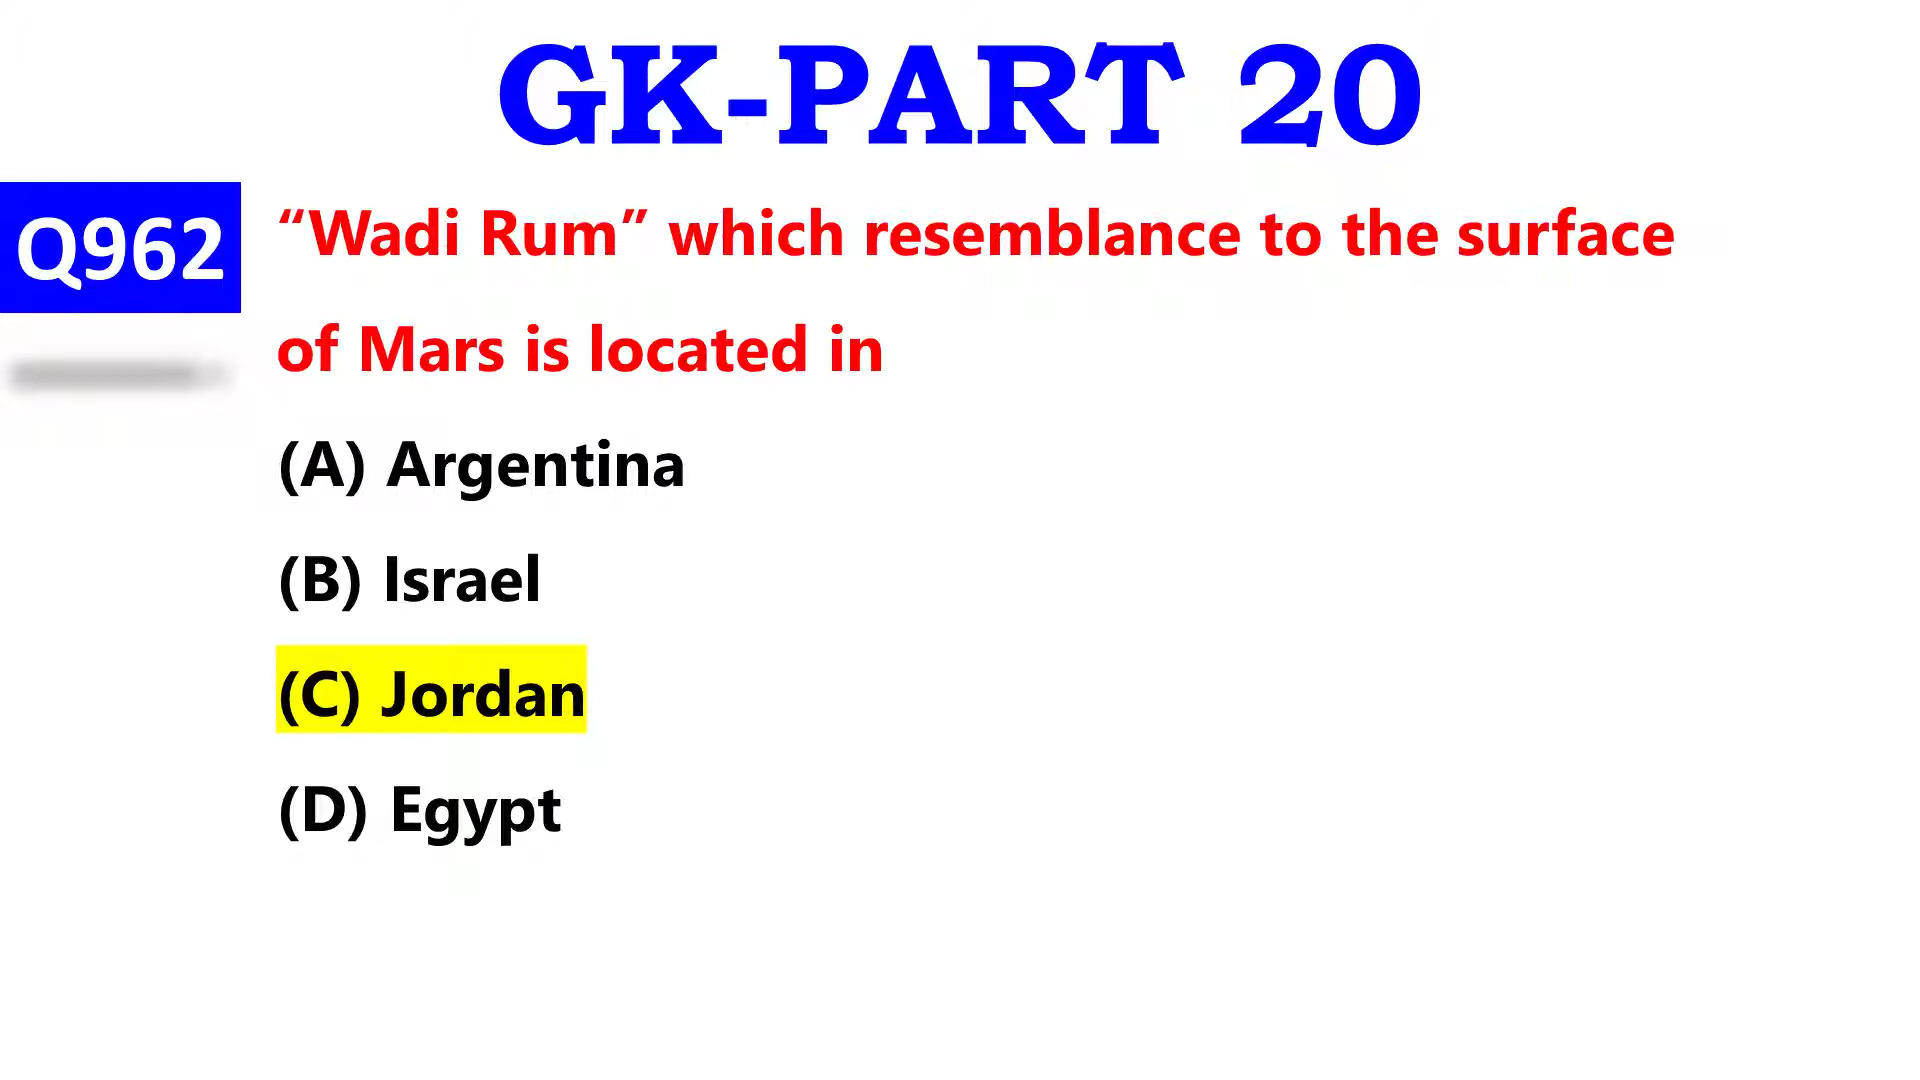 GK-PART 20
Q962
“Wadi Rum” which resemblance to the surface
of Mars is located in
(A) Argentina
(B) Israel
(C) Jordan
(D) Egypt